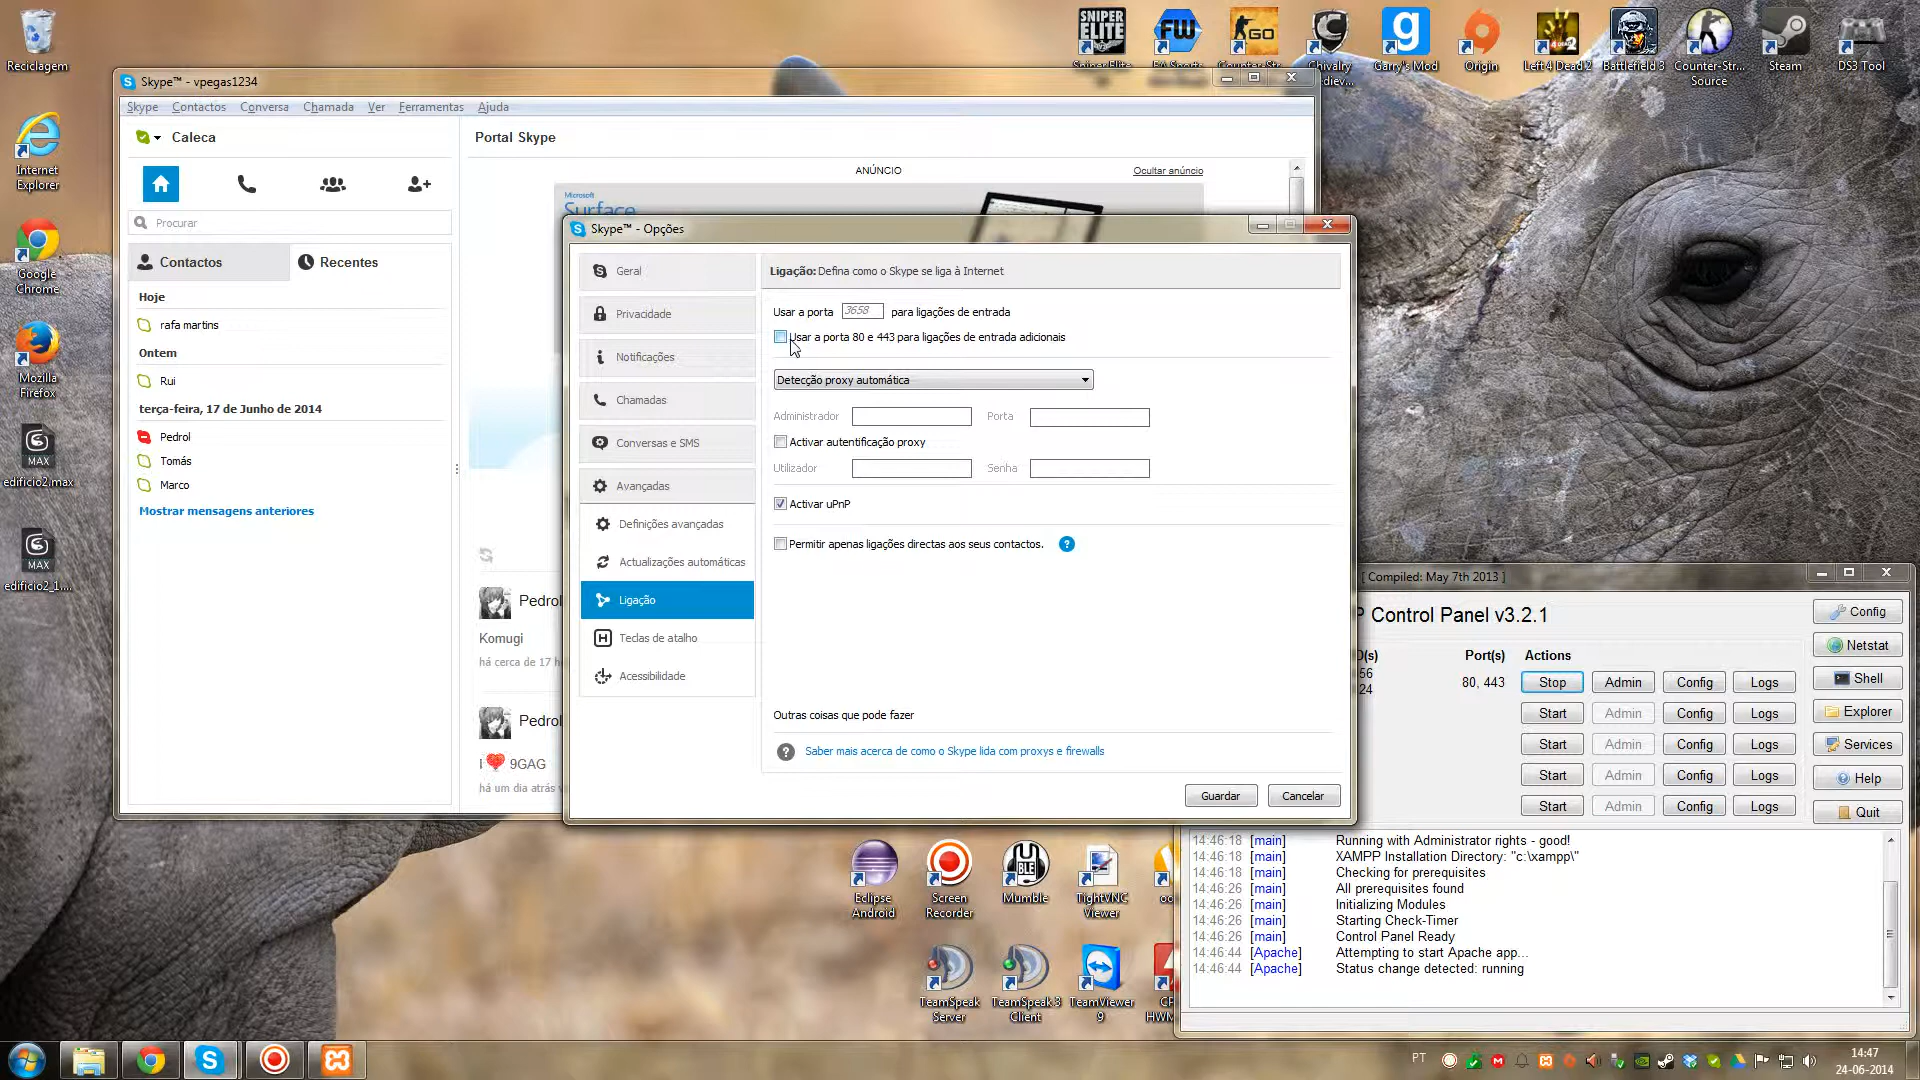 Reciclagem
Internet
Explorer
Google
Chrome
Mozilla
Firefox
MAX
edificio2.max
MAX
edificio2_1....
SNIPER
ELITE
FW
GO
Garry's Mod
Origin
Left 4 Dead 2
Battlefield 3
Counter-Str...
Source
Steam
DS3 Tool
Chivalry
Skype™ - vpegas1234
Skype Contactos Conversa Chamada Ver Ferramentas Ajuda
Caleca
Procurar
Contactos
Recentes
Hoje
rafa martins
Ontem
Rui
terça-feira, 17 de Junho de 2014
Pedrol
Tomás
Marco
Mostrar mensagens anteriores
Portal Skype
ANÚNCIO
Ocultar anúncio
Microsoft
Surface
Pedrol
Komugi
há cerca de 17 h
Pedrol
I 9GAG
há um dia atrás v
Skype™ - Opções
Geral
Privacidade
Notificações
Chamadas
Conversas e SMS
Avançadas
Definições avançadas
Actualizações automáticas
Ligação
Teclas de atalho
Acessibilidade
Ligação: Defina como o Skype se liga à Internet
Usar a porta 3658 para ligações de entrada
Usar a porta 80 e 443 para ligações de entrada adicionais
Detecção proxy automática
Administrador Porta
Activar autentificação proxy
Utilizador Senha
Activar uPnP
Permitir apenas ligações directas aos seus contactos.
Outras coisas que pode fazer
Saber mais acerca de como o Skype lida com proxys e firewalls
Guardar Cancelar
[ Compiled: May 7th 2013 ]
P Control Panel v3.2.1
Port(s) Actions
56
24
80, 443
Stop Admin Config Logs
Start Admin Config Logs
Start Admin Config Logs
Start Admin Config Logs
Start Admin Config Logs
Config
Netstat
Shell
Explorer
Services
Help
Quit
14:46:18 [main] Running with Administrator rights - good!
14:46:18 [main] XAMPP Installation Directory: "c:\xampp\"
14:46:18 [main] Checking for prerequisites
14:46:26 [main] All prerequisites found
14:46:26 [main] Initializing Modules
14:46:26 [main] Starting Check-Timer
14:46:26 [main] Control Panel Ready
14:46:44 [Apache] Attempting to start Apache app...
14:46:44 [Apache] Status change detected: running
Eclipse
Android
Screen
Recorder
Mumble
TightVNC
Viewer
TeamSpeak
Server
TeamSpeak 3
Client
TeamViewer
9
PT
14:47
24-06-2014